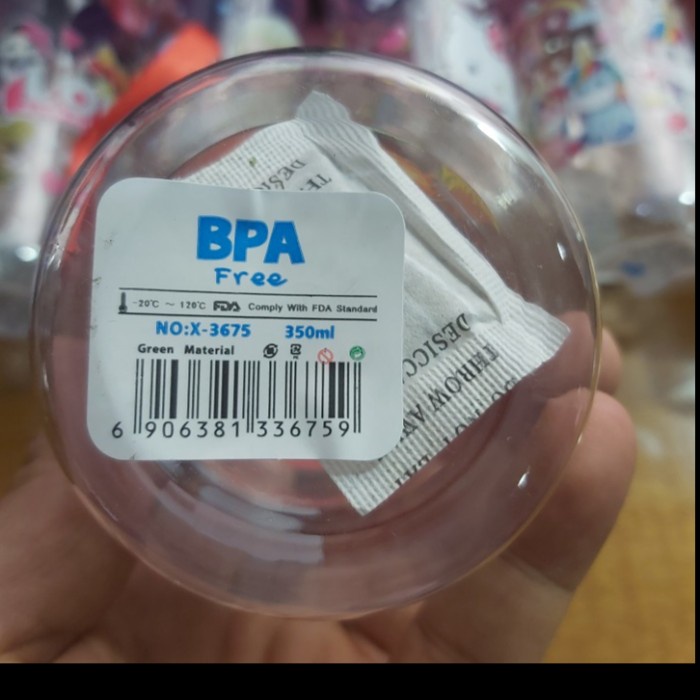 BPA
Free
-20℃ ~ 120℃ FDA Comply With FDA Standard
NO:X-3675 350ml
Green Material
6 906381 336759
DESICC
THROW AW